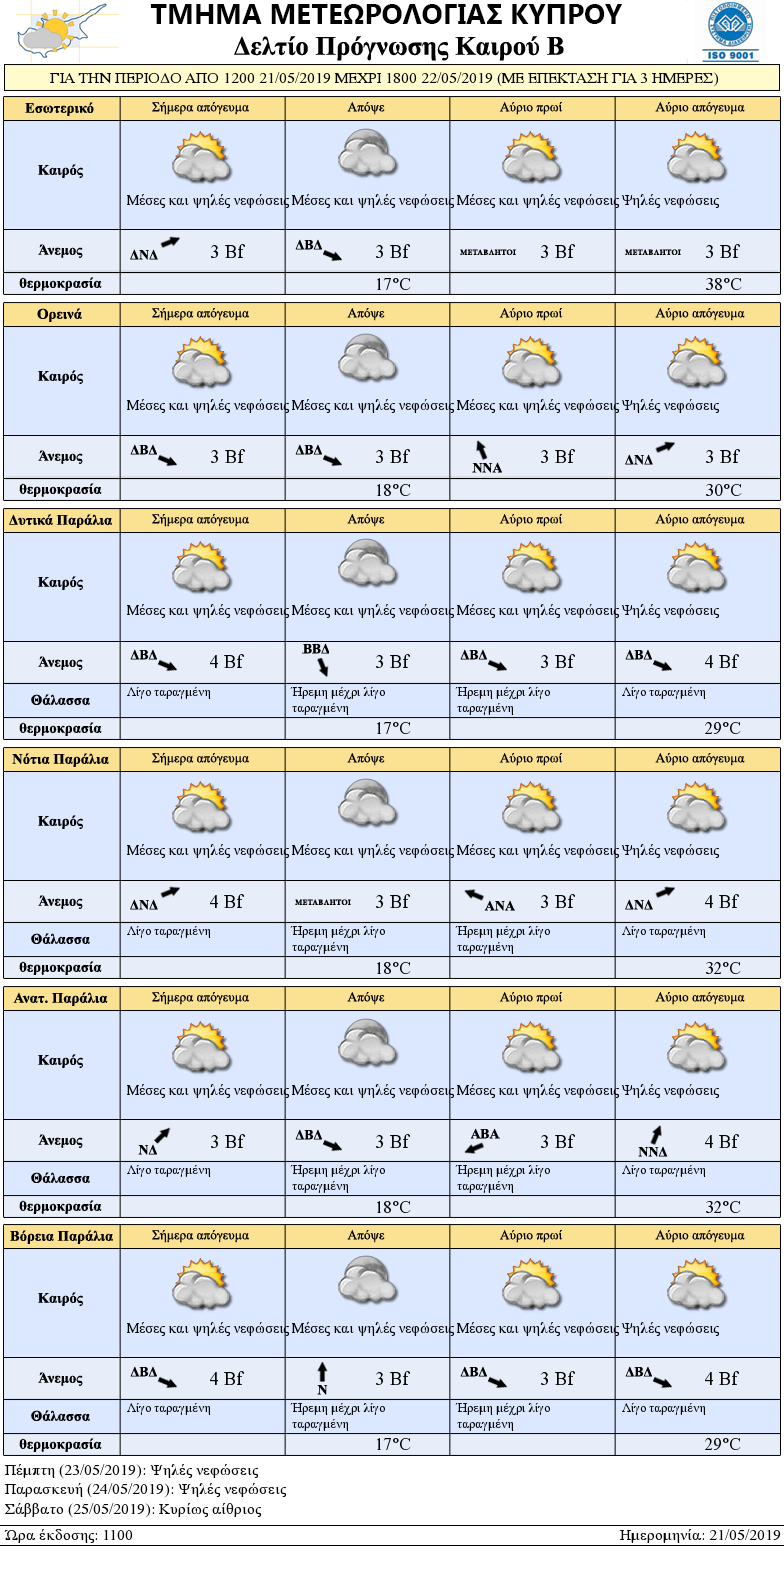 ΤΜΗΜΑ ΜΕΤΕΩΡΟΛΟΓΙΑΣ ΚΥΠΡΟΥ
Δελτίο Πρόγνωσης Καιρού Β
ISO 9001
ΓΙΑ ΤΗΝ ΠΕΡΙΟΔΟ ΑΠΟ 1200 21/05/2019 ΜΕΧΡΙ 1800 22/05/2019 (ΜΕ ΕΠΕΚΤΑΣΗ ΓΙΑ 3 ΗΜΕΡΕΣ)
Εσωτερικό Σήμερα απόγευμα Απόψε Αύριο πρωί Αύριο απόγευμα
Καιρός
Μέσες και ψηλές νεφώσεις Μέσες και ψηλές νεφώσεις Μέσες και ψηλές νεφώσεις Ψηλές νεφώσεις
Άνεμος ΔΝΔ 3 Bf ΔΒΔ 3 Bf ΜΕΤΑΒΛΗΤΟΙ 3 Bf ΜΕΤΑΒΛΗΤΟΙ 3 Bf
θερμοκρασία 17°C 38°C
Ορεινά Σήμερα απόγευμα Απόψε Αύριο πρωί Αύριο απόγευμα
Καιρός
Μέσες και ψηλές νεφώσεις Μέσες και ψηλές νεφώσεις Μέσες και ψηλές νεφώσεις Ψηλές νεφώσεις
Άνεμος ΔΒΔ 3 Bf ΔΒΔ 3 Bf ΝΝΑ 3 Bf ΔΝΔ 3 Bf
θερμοκρασία 18°C 30°C
Δυτικά Παράλια Σήμερα απόγευμα Απόψε Αύριο πρωί Αύριο απόγευμα
Καιρός
Μέσες και ψηλές νεφώσεις Μέσες και ψηλές νεφώσεις Μέσες και ψηλές νεφώσεις Ψηλές νεφώσεις
Άνεμος ΔΒΔ 4 Bf ΒΒΔ 3 Bf ΔΒΔ 3 Bf ΔΒΔ 4 Bf
Θάλασσα Λίγο ταραγμένη Ήρεμη μέχρι λίγο ταραγμένη Ήρεμη μέχρι λίγο ταραγμένη Λίγο ταραγμένη
θερμοκρασία 17°C 29°C
Νότια Παράλια Σήμερα απόγευμα Απόψε Αύριο πρωί Αύριο απόγευμα
Καιρός
Μέσες και ψηλές νεφώσεις Μέσες και ψηλές νεφώσεις Μέσες και ψηλές νεφώσεις Ψηλές νεφώσεις
Άνεμος ΔΝΔ 4 Bf ΜΕΤΑΒΛΗΤΟΙ 3 Bf ΑΝΑ 3 Bf ΔΝΔ 4 Bf
Θάλασσα Λίγο ταραγμένη Ήρεμη μέχρι λίγο ταραγμένη Ήρεμη μέχρι λίγο ταραγμένη Λίγο ταραγμένη
θερμοκρασία 18°C 32°C
Ανατ. Παράλια Σήμερα απόγευμα Απόψε Αύριο πρωί Αύριο απόγευμα
Καιρός
Μέσες και ψηλές νεφώσεις Μέσες και ψηλές νεφώσεις Μέσες και ψηλές νεφώσεις Ψηλές νεφώσεις
Άνεμος ΝΔ 3 Bf ΔΒΔ 3 Bf ΑΒΑ 3 Bf ΝΝΔ 4 Bf
Θάλασσα Λίγο ταραγμένη Ήρεμη μέχρι λίγο ταραγμένη Ήρεμη μέχρι λίγο ταραγμένη Λίγο ταραγμένη
θερμοκρασία 18°C 32°C
Βόρεια Παράλια Σήμερα απόγευμα Απόψε Αύριο πρωί Αύριο απόγευμα
Καιρός
Μέσες και ψηλές νεφώσεις Μέσες και ψηλές νεφώσεις Μέσες και ψηλές νεφώσεις Ψηλές νεφώσεις
Άνεμος ΔΒΔ 4 Bf Ν 3 Bf ΔΒΔ 3 Bf ΔΒΔ 4 Bf
Θάλασσα Λίγο ταραγμένη Ήρεμη μέχρι λίγο ταραγμένη Ήρεμη μέχρι λίγο ταραγμένη Λίγο ταραγμένη
θερμοκρασία 17°C 29°C
Πέμπτη (23/05/2019): Ψηλές νεφώσεις
Παρασκευή (24/05/2019): Ψηλές νεφώσεις
Σάββατο (25/05/2019): Κυρίως αίθριος
Ώρα έκδοσης: 1100 Ημερομηνία: 21/05/2019